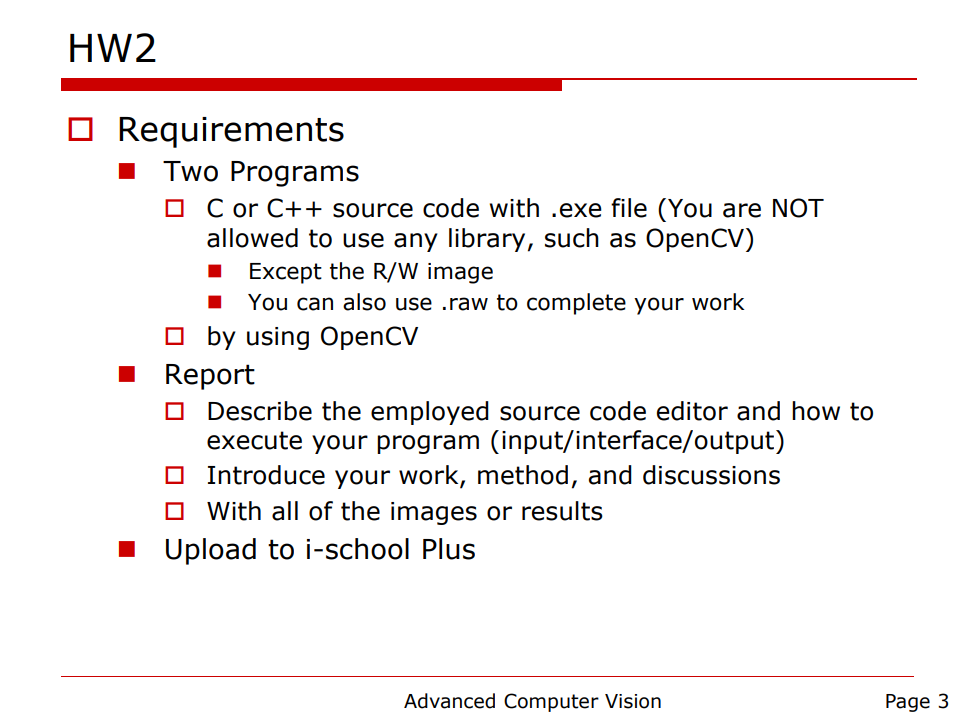 HW2
Requirements
Two Programs
C or C++ source code with .exe file (You are NOT
allowed to use any library, such as OpenCV)
Except the R/W image
You can also use .raw to complete your work
by using OpenCV
Report
Describe the employed source code editor and how to
execute your program (input/interface/output)
Introduce your work, method, and discussions
With all of the images or results
Upload to i-school Plus
Advanced Computer Vision
Page 3